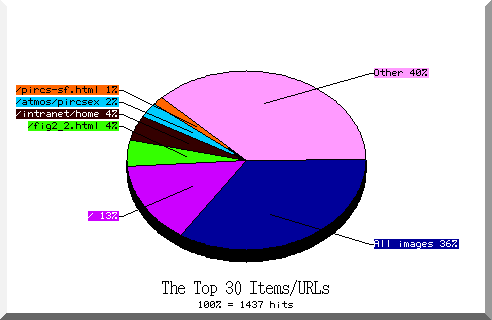 Other 40%
/pircs-sf.html 1%
/atmos/pircsex 2%
/intranet/home 4%
/fig2_2.html 4%
/ 13%
All images 36%
The Top 30 Items/URLs
100% = 1437 hits